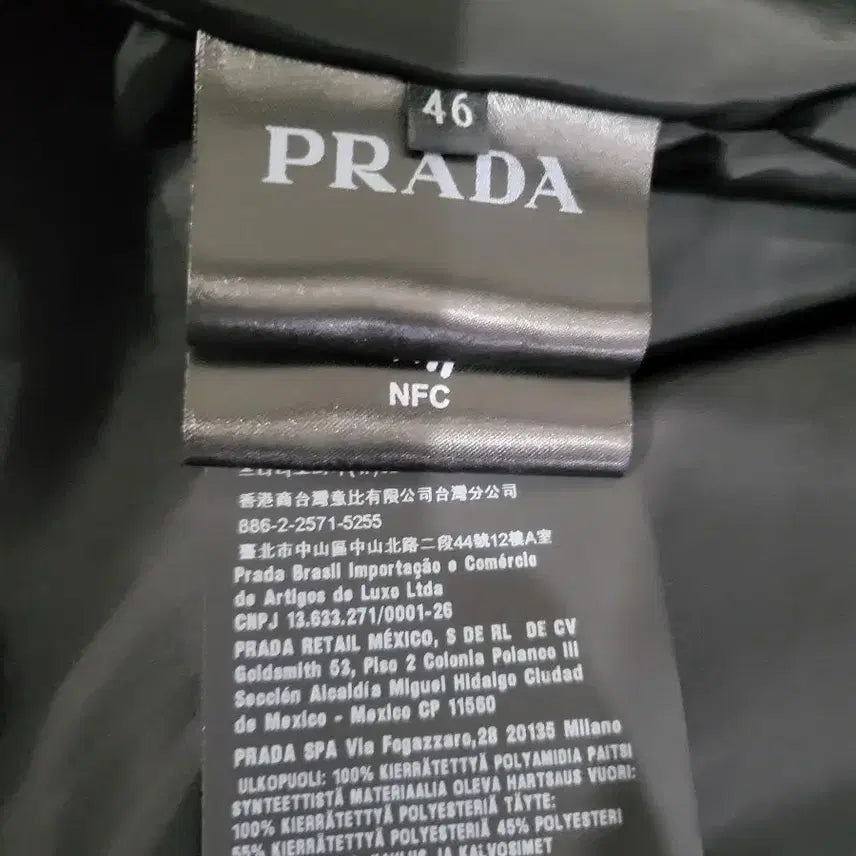 46
PRADA
NFC
香港商台灣意比有限公司台灣分公司
886-2-2571-5255
臺北市中山區中山北路二段44號12樓A室
Prada Brasil Importação e Comércio
de Artigos de Luxo Ltda
CNPJ 13.633.271/0001-26
PRADA RETAIL MÉXICO, S DE RL DE CV
Goldsmith 53, Piso 2 Colonia Polanco III
Sección Alcaldía Miguel Hidalgo Ciudad
de Mexico - Mexico CP 11560
PRADA SPA Via Fogazzaro,28 20135 Milano
ULKOPUOLI: 100% KIERRÄTETTYÄ POLYAMIDIA PAITSI
SYNTEETTISTÄ MATERIAALIA OLEVA HARTSAUS VUORI:
100% KIERRÄTETTYÄ POLYESTERIÄ TÄYTE:
55% KIERRÄTETTYÄ POLYESTERIÄ 45% POLYESTERI
JA KALVOSIMET